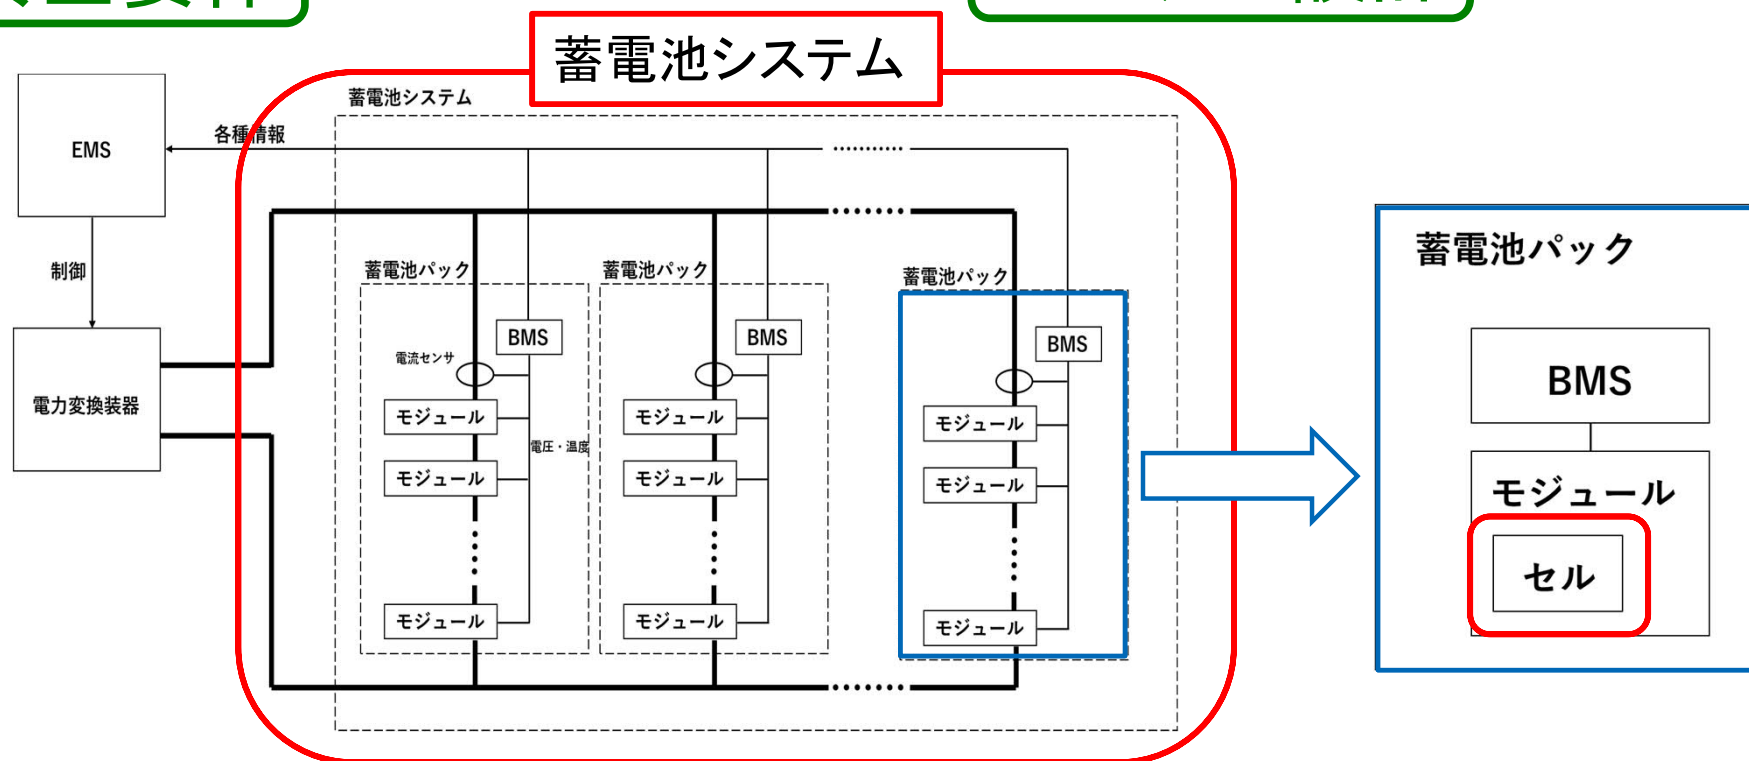 蓄電池システム
蓄電池システム
各種情報
EMS
制御
電力変換装器
蓄電池パック
BMS
電流センサ
モジュール
電圧・温度
モジュール
モジュール
蓄電池パック
BMS
モジュール
モジュール
モジュール
蓄電池パック
BMS
モジュール
モジュール
モジュール
蓄電池パック
BMS
モジュール
セル